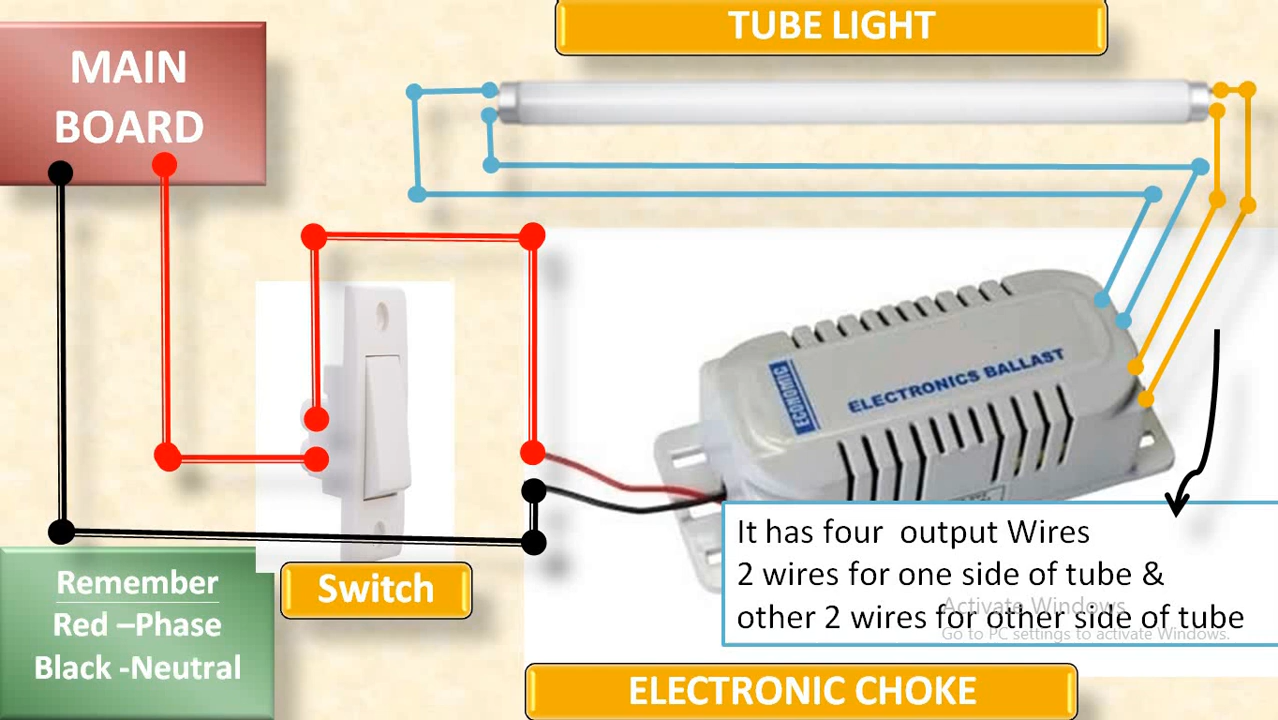 TUBE LIGHT
MAIN
BOARD
ECONOMIC
ELECTRONICS BALLAST
It has four output Wires
2 wires for one side of tube &
other 2 wires for other side of tube
Activate Windows
Go to PC settings to activate Windows.
Switch
Remember
Red –Phase
Black -Neutral
ELECTRONIC CHOKE